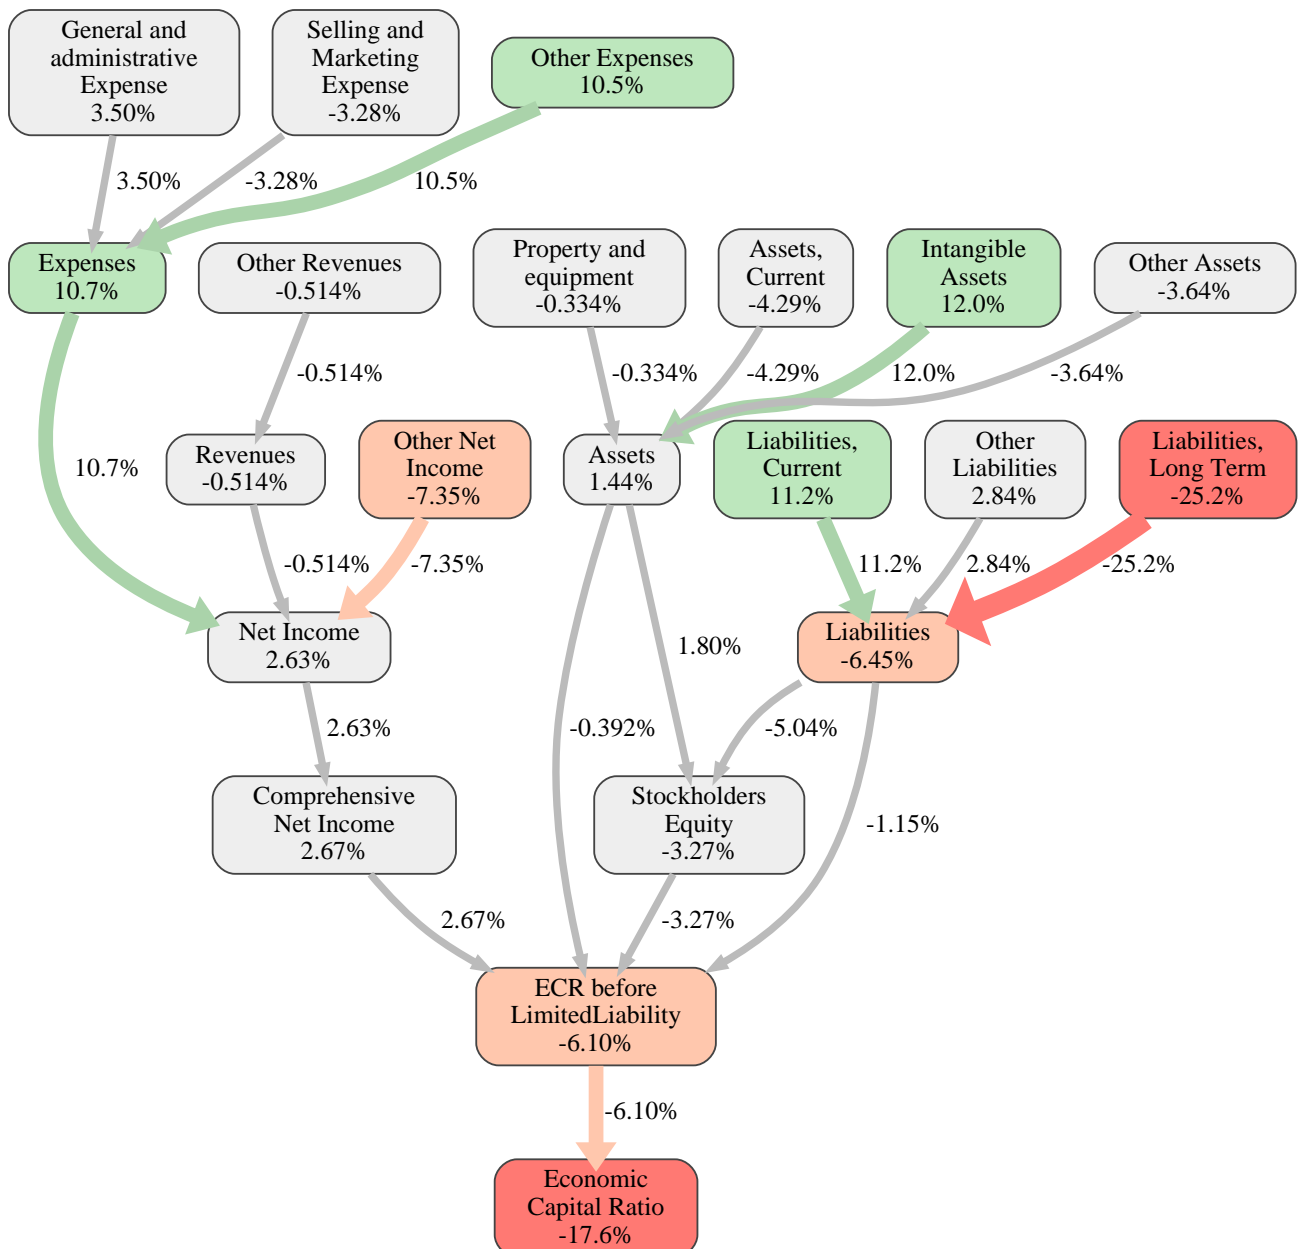 General and
administrative
Expense
3.50%
Selling and
Marketing
Expense
-3.28%
Other Expenses
10.5%
3.50%
-3.28%
10.5%
Expenses
10.7%
Other Revenues
-0.514%
Property and
equipment
-0.334%
Assets,
Current
-4.29%
Intangible
Assets
12.0%
Other Assets
-3.64%
-0.514%
-0.334%
-4.29%
12.0%
-3.64%
10.7%
Revenues
-0.514%
Other Net
Income
-7.35%
Assets
1.44%
Liabilities,
Current
11.2%
Other
Liabilities
2.84%
Liabilities,
Long Term
-25.2%
-0.514%
-7.35%
11.2%
2.84%
-25.2%
Net Income
2.63%
1.80%
Liabilities
-6.45%
2.63%
-0.392%
-5.04%
Comprehensive
Net Income
2.67%
Stockholders
Equity
-3.27%
-1.15%
2.67%
-3.27%
ECR before
LimitedLiability
-6.10%
-6.10%
Economic
Capital Ratio
-17.6%